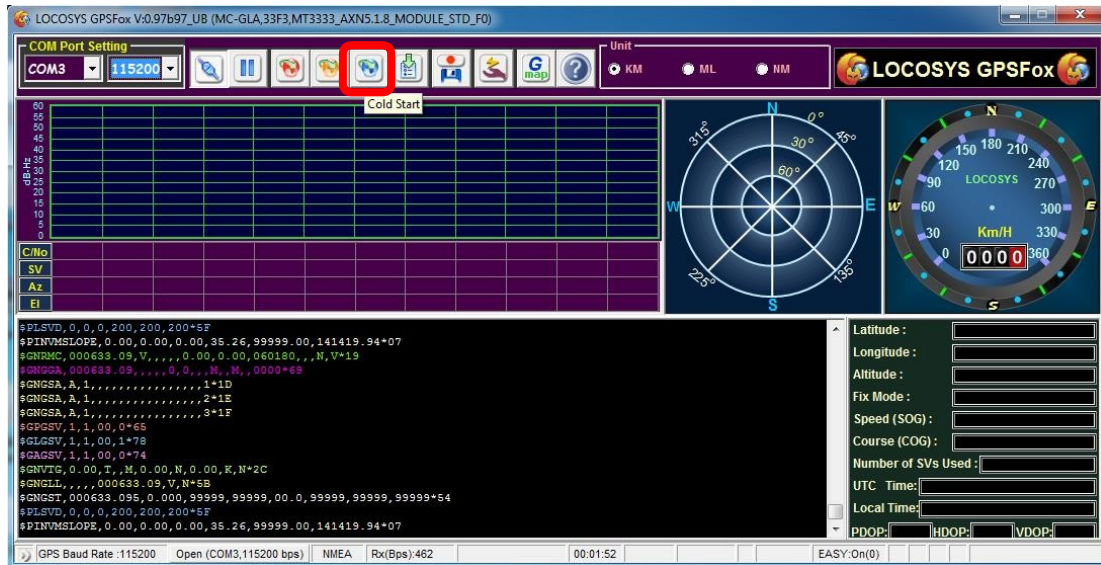 LOCOSYS GPSFox V:0.97b97_UB (MC-GLA,33F3,MT3333_AXN5.1.8_MODULE_STD_F0)
COM Port Setting
COM3 115200
G map
?
Unit
KM ML NM
LOCOSYS GPSFox
Cold Start
60
55
50
45
40
35
30
25
20
15
10
5
0
dB-Hz
C/No
SV
Az
El
N
0°
45°
30°
60°
315°
W
E
225°
135°
S
N
150 180 210
120 240
90 LOCOSYS 270
W 60 300 E
30 Km/H 330
0 0000 360
S
$PLSVD,0,0,0,200,200,200*5F
$PINVMSLOPE,0.00,0.00,0.00,35.26,99999.00,141419.94*07
$GNRMC,000633.09,V,,,,,0.00,0.00,060180,,,N,V*19
$GNGGA,000633.09,,,,,0,0,,,M,,M,,0000*69
$GNGSA,A,1,,,,,,,,,,,,,,,,1*1D
$GNGSA,A,1,,,,,,,,,,,,,,,,2*1E
$GNGSA,A,1,,,,,,,,,,,,,,,,3*1F
$GPGSV,1,1,00,0*65
$GLGSV,1,1,00,1*78
$GAGSV,1,1,00,0*74
$GNVTG,0.00,T,,M,0.00,N,0.00,K,N*2C
$GNGLL,,,,,000633.09,V,N*5B
$GNGST,000633.095,0.000,99999,99999,00.0,99999,99999,99999*54
$PLSVD,0,0,0,200,200,200*5F
$PINVMSLOPE,0.00,0.00,0.00,35.26,99999.00,141419.94*07
Latitude :
Longitude :
Altitude :
Fix Mode :
Speed (SOG) :
Course (COG) :
Number of SVs Used :
UTC Time:
Local Time:
PDOP: HDOP: VDOP:
GPS Baud Rate :115200 Open (COM3,115200 bps) NMEA Rx(Bps):462 00:01:52 EASY:On(0)